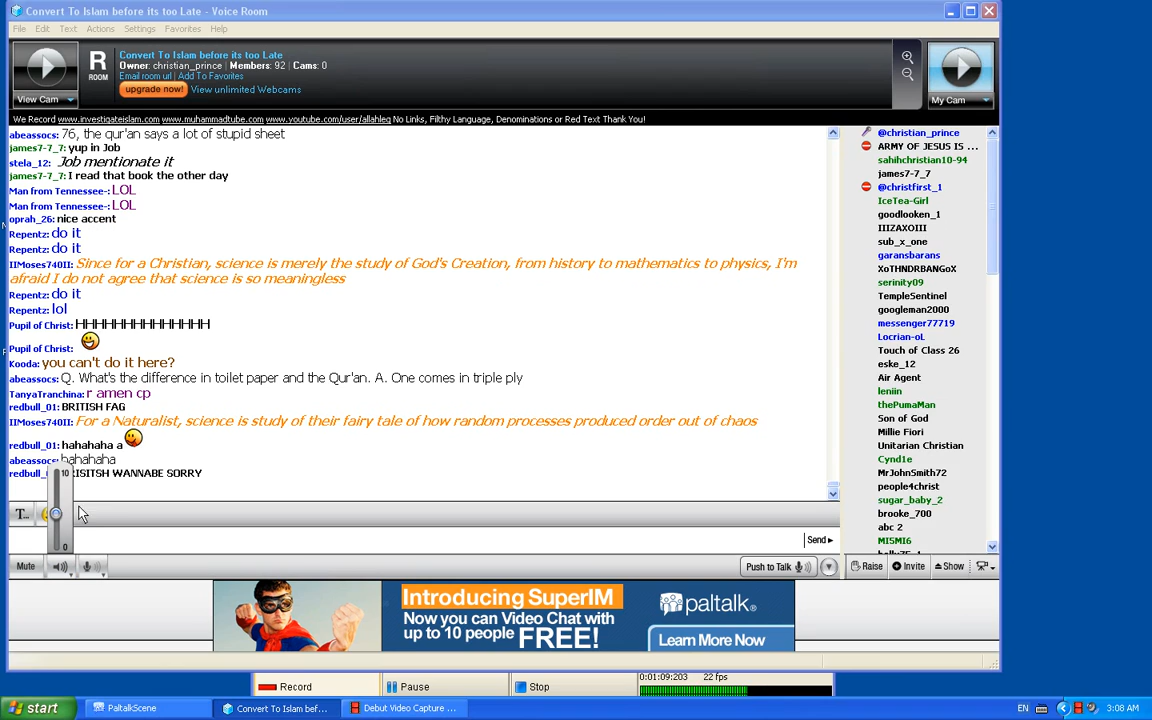 Convert To Islam before its too Late - Voice Room
File Edit Text Actions Settings Favorites Help
View Cam
R
ROOM
Convert To Islam before its too Late
Owner: christian_prince | Members: 92 | Cams: 0
Email room url | Add To Favorites
upgrade now! View unlimited Webcams
My Cam
We Record www.investigateislam.com www.muhammadtube.com www.youtube.com/user/allahleg No Links, Filthy Language, Denominations or Red Text Thank You!
abeassocs: 76, the qur'an says a lot of stupid sheet
james7-7_7: yup in Job
stela_12: Job mentionate it
james7-7_7: I read that book the other day
Man from Tennessee-: LOL
Man from Tennessee-: LOL
oprah_26: nice accent
Repentz: do it
Repentz: do it
IIMoses740II: Since for a Christian, science is merely the study of God's Creation, from history to mathematics to physics, I'm
afraid I do not agree that science is so meaningless
Repentz: do it
Repentz: lol
Pupil of Christ: HHHHHHHHHHHHHH
Pupil of Christ:
Kooda: you can't do it here?
abeassocs: Q. What's the difference in toilet paper and the Qur'an. A. One comes in triple ply
TanyaTranchina: r amen cp
redbull_01: BRITISH FAG
IIMoses740II: For a Naturalist, science is study of their fairy tale of how random processes produced order out of chaos
redbull_01: hahahaha a
abeassocs: hahahaha
WANNABE SORRY
@christian_prince
ARMY OF JESUS IS ...
sahihchristian10-94
james7-7_7
@christfirst_1
IceTea-Girl
goodlooken_1
IIIZAXOIII
sub_x_one
garansbarans
XoTHNDRBANGoX
serinity09
TempleSentinel
googleman2000
messenger77719
Locrian-oL
Touch of Class 26
eske_12
Air Agent
leniin
thePumaMan
Son of God
Millie Fiori
Unitarian Christian
Cynd1e
MrJohnSmith72
people4christ
sugar_baby_2
brooke_700
abc 2
MISMI6
10
0
T...
Send
Mute
Push to Talk
Raise Invite Show
Introducing SuperIM
Now you can Video Chat with
up to 10 people FREE!
paltalk
Learn More Now
Record Pause Stop
0:01:09:203 22 fps
start PaltalkScene Convert To Islam bef... Debut Video Capture ... EN 3:08 AM